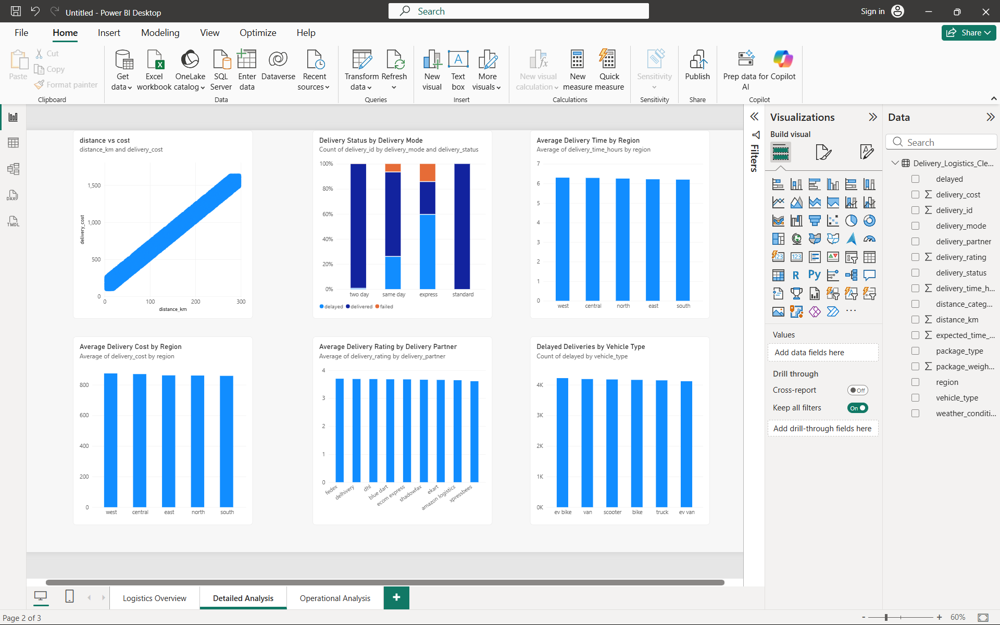 Untitled - Power BI Desktop
Search
Sign in
File
Home
Insert
Modeling
View
Optimize
Help
Share
Paste
Cut
Copy
Format painter
Clipboard
Get data
Excel workbook
OneLake catalog
SQL Server
Enter data
Dataverse
Recent sources
Data
Transform data
Refresh
Queries
New visual
Text box
More visuals
Insert
New visual calculation
New measure
Quick measure
Calculations
Sensitivity
Sensitivity
Publish
Share
Prep data for AI
Copilot
Copilot
DAX
TMDL
distance vs cost
distance_km and delivery_cost
delivery_cost
1,500
1,000
500
0
0 100 200 300
distance_km
Delivery Status by Delivery Mode
Count of delivery_id by delivery_mode and delivery_status
100%
80%
60%
40%
20%
0%
two day same day express standard
delayed delivered failed
Average Delivery Time by Region
Average of delivery_time_hours by region
7
6
5
4
3
2
1
0
west central north east south
Average Delivery Cost by Region
Average of delivery_cost by region
800
600
400
200
0
west central east north south
Average Delivery Rating by Delivery Partner
Average of delivery_rating by delivery_partner
4
3
2
1
0
fedex
delhivery
dhl
blue dart
ecom express
shadowfax
ekart
amazon logistics
xpressbees
Delayed Deliveries by Vehicle Type
Count of delayed by vehicle_type
4K
3K
2K
1K
0K
ev bike van scooter bike truck ev van
Filters
Visualizations
Build visual
123
123
R
Py
Values
Add data fields here
Drill through
Cross-report
Off
Keep all filters
On
Add drill-through fields here
Data
Search
Delivery_Logistics_Cle...
delayed
Σ delivery_cost
Σ delivery_id
delivery_mode
delivery_partner
Σ delivery_rating
delivery_status
Σ delivery_time_h...
distance_categ...
Σ distance_km
Σ expected_time_...
package_type
Σ package_weigh...
region
vehicle_type
weather_conditi...
Logistics Overview
Detailed Analysis
Operational Analysis
+
Page 2 of 3
- + 60%